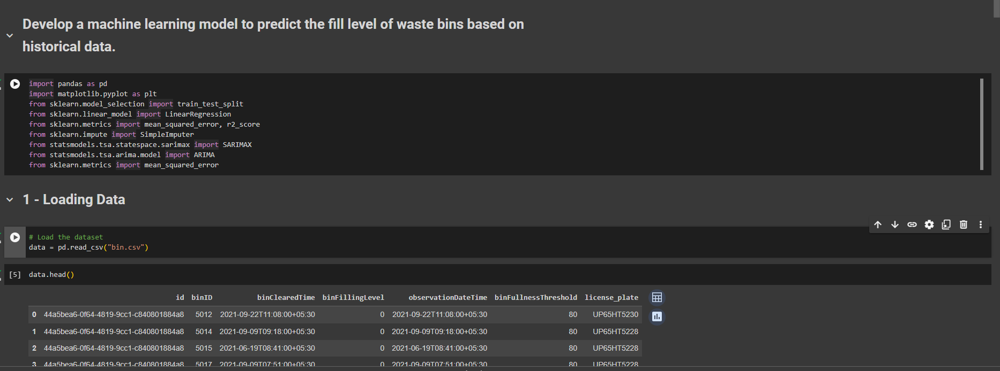 Develop a machine learning model to predict the fill level of waste bins based on
historical data.
import pandas as pd
import matplotlib.pyplot as plt
from sklearn.model_selection import train_test_split
from sklearn.linear_model import LinearRegression
from sklearn.metrics import mean_squared_error, r2_score
from sklearn.impute import SimpleImputer
from statsmodels.tsa.statespace.sarimax import SARIMAX
from statsmodels.tsa.arima.model import ARIMA
from sklearn.metrics import mean_squared_error
1 - Loading Data
# Load the dataset
data = pd.read_csv("bin.csv")
[5] data.head()
id binID binClearedTime binFillingLevel observationDateTime binFullnessThreshold license_plate
0 44a5bea6-0f64-4819-9cc1-c840801884a8 5012 2021-09-22T11:08:00+05:30 0 2021-09-22T11:08:00+05:30 80 UP65HT5230
1 44a5bea6-0f64-4819-9cc1-c840801884a8 5014 2021-09-09T09:18:00+05:30 0 2021-09-09T09:18:00+05:30 80 UP65HT5228
2 44a5bea6-0f64-4819-9cc1-c840801884a8 5015 2021-06-19T08:41:00+05:30 0 2021-06-19T08:41:00+05:30 80 UP65HT5228
3 44a5bea6-0f64-4819-9cc1-c840801884a8 5017 2021-09-09T07:51:00+05:30 0 2021-09-09T07:51:00+05:30 80 UP65HT5228